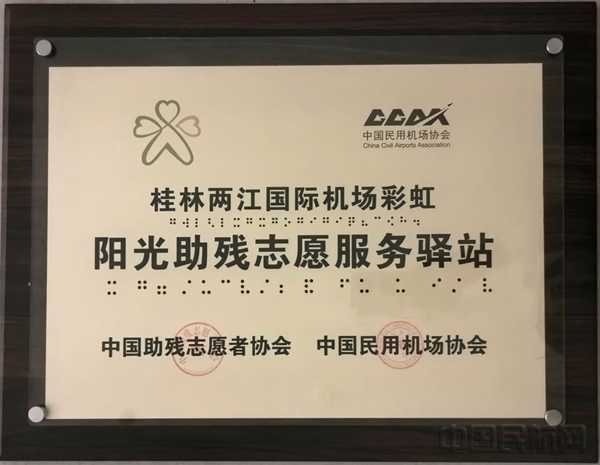 CCAA
中国民用机场协会
China Civil Airports Association
桂林两江国际机场彩虹
阳光助残志愿服务驿站
中国助残志愿者协会 中国民用机场协会
中国民航网